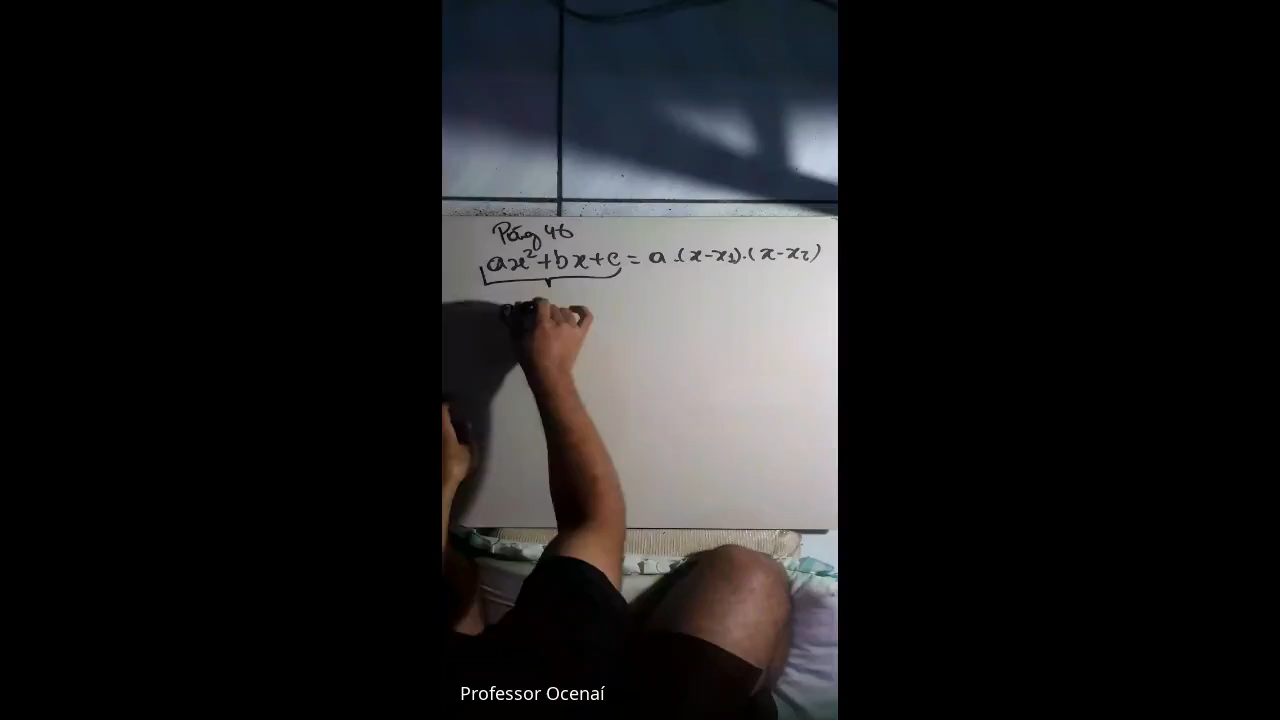 Pág 46
ax²+bx+c = a.(x-x₁).(x-x₂)
Professor Ocenaí